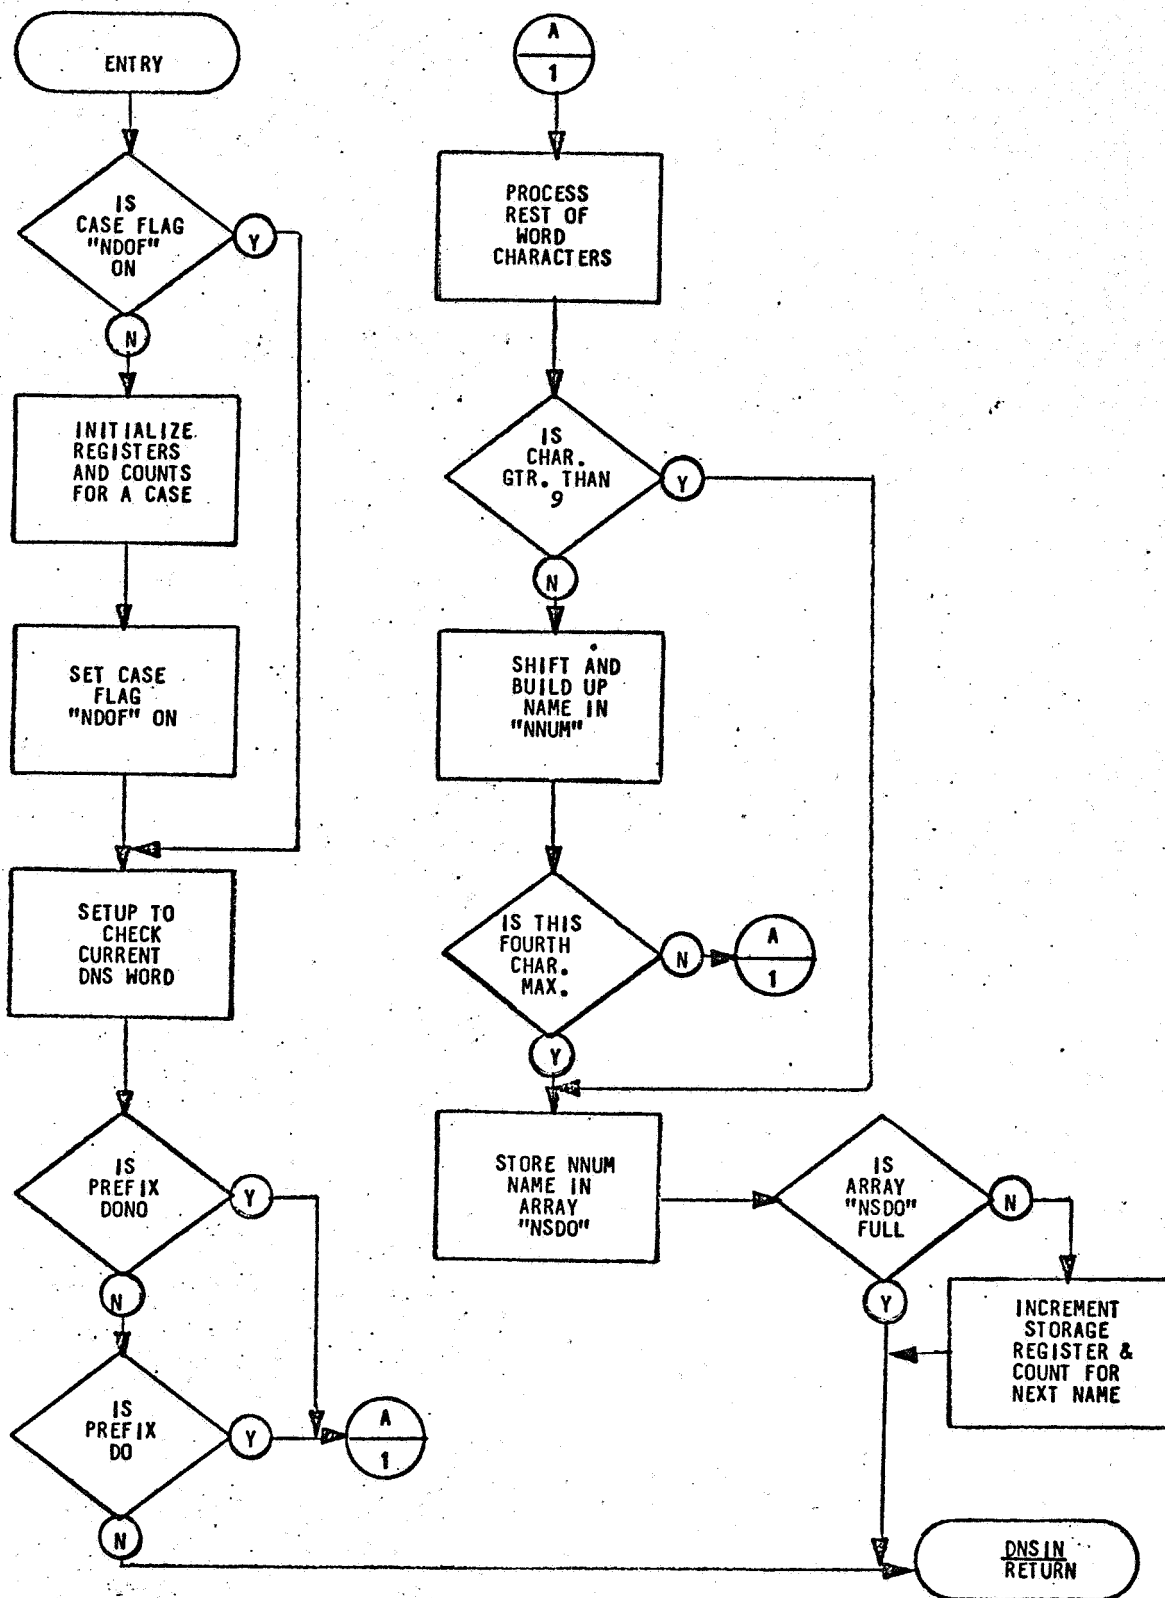 ENTRY
IS
CASE FLAG
"NDOF"
ON
Y
N
INITIALIZE
REGISTERS
AND COUNTS
FOR A CASE
SET CASE
FLAG
"NDOF" ON
SETUP TO
CHECK
CURRENT
DNS WORD
IS
PREFIX
DONO
Y
N
IS
PREFIX
DO
Y
A
1
N
A
1
PROCESS
REST OF
WORD
CHARACTERS
IS
CHAR.
GTR. THAN
9
Y
N
SHIFT AND
BUILD UP
NAME IN
"NNUM"
IS THIS
FOURTH
CHAR.
MAX.
N
A
1
Y
STORE NNUM
NAME IN
ARRAY
"NSDO"
IS
ARRAY
"NSDO"
FULL
N
Y
INCREMENT
STORAGE
REGISTER &
COUNT FOR
NEXT NAME
DNSIN
RETURN